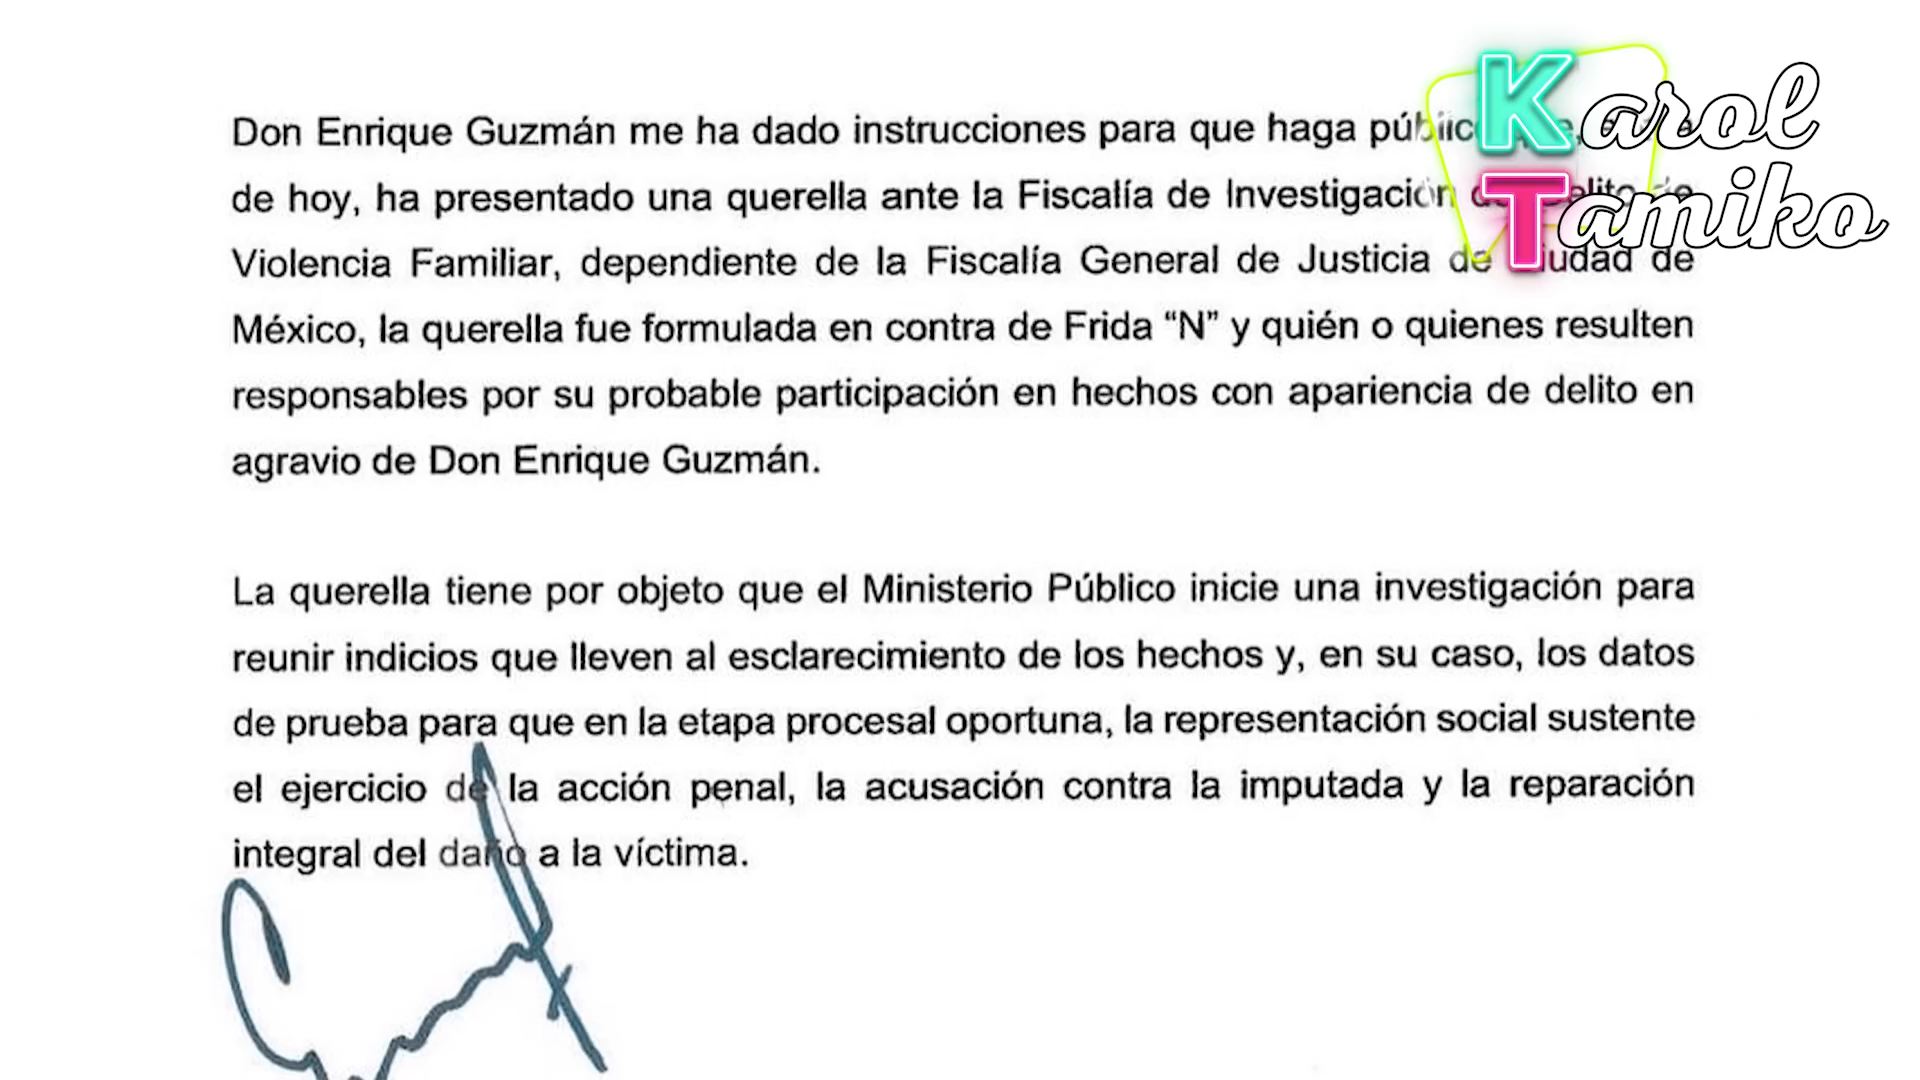 Karol
Tamiko
Don Enrique Guzmán me ha dado instrucciones para que haga
de hoy, ha presentado una querella ante la Fiscalía de Investigación
Violencia Familiar, dependiente de la Fiscalía General de Justicia de Ciudad de
México, la querella fue formulada en contra de Frida “N” y quién o quienes resulten
responsables por su probable participación en hechos con apariencia de delito en
agravio de Don Enrique Guzmán.
La querella tiene por objeto que el Ministerio Público inicie una investigación para
reunir indicios que lleven al esclarecimiento de los hechos y, en su caso, los datos
de prueba para que en la etapa procesal oportuna, la representación social sustente
el ejercicio de la acción penal, la acusación contra la imputada y la reparación
integral del daño a la víctima.